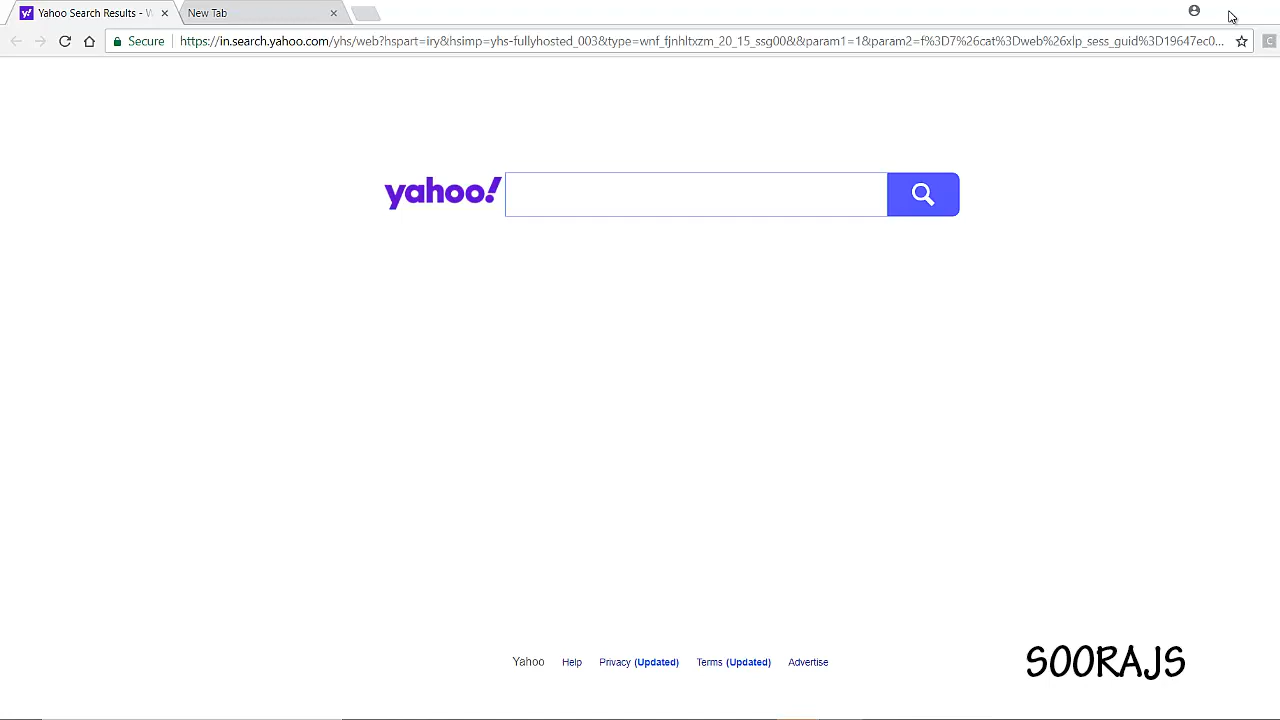 Yahoo Search Results - W
New Tab
Secure
https://in.search.yahoo.com/yhs/web?hspart=iry&hsimp=yhs-fullyhosted_003&type=wnf_fjnhltxzm_20_15_ssg00&&param1=1&param2=f%3D7%26cat%3Dweb%26xlp_sess_guid%3D19647ec0...
yahoo!
Yahoo Help Privacy (Updated) Terms (Updated) Advertise
SOORAJS